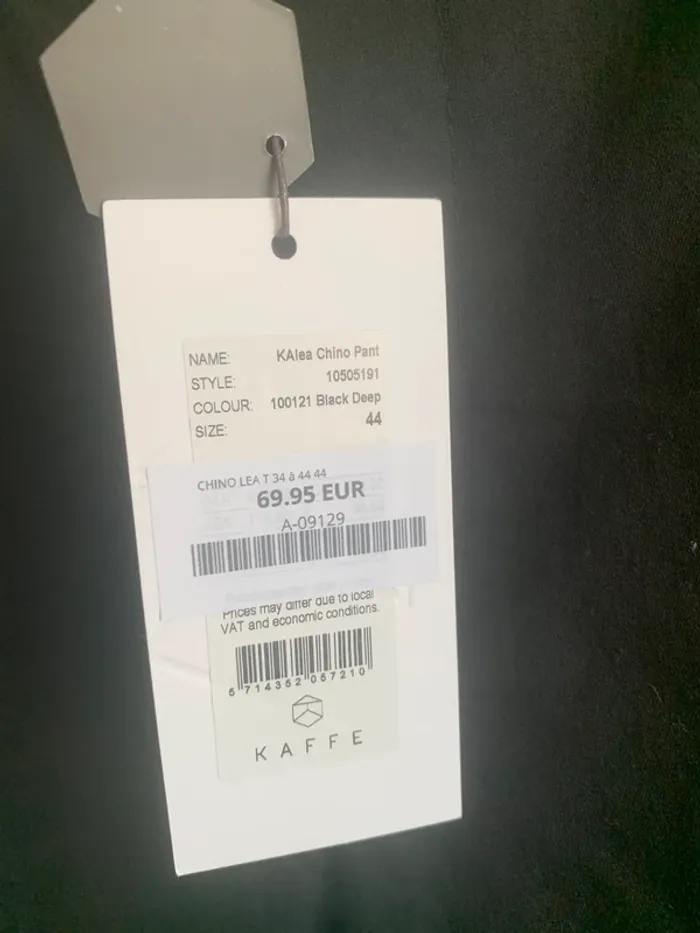 NAME: KAlea Chino Pant
STYLE: 10505191
COLOUR: 100121 Black Deep
SIZE: 44
CHINO LEA T 34 à 44 44
69.95 EUR
A-09129
Prices may differ due to local
VAT and economic conditions.
5 714352 057210
KAFFE